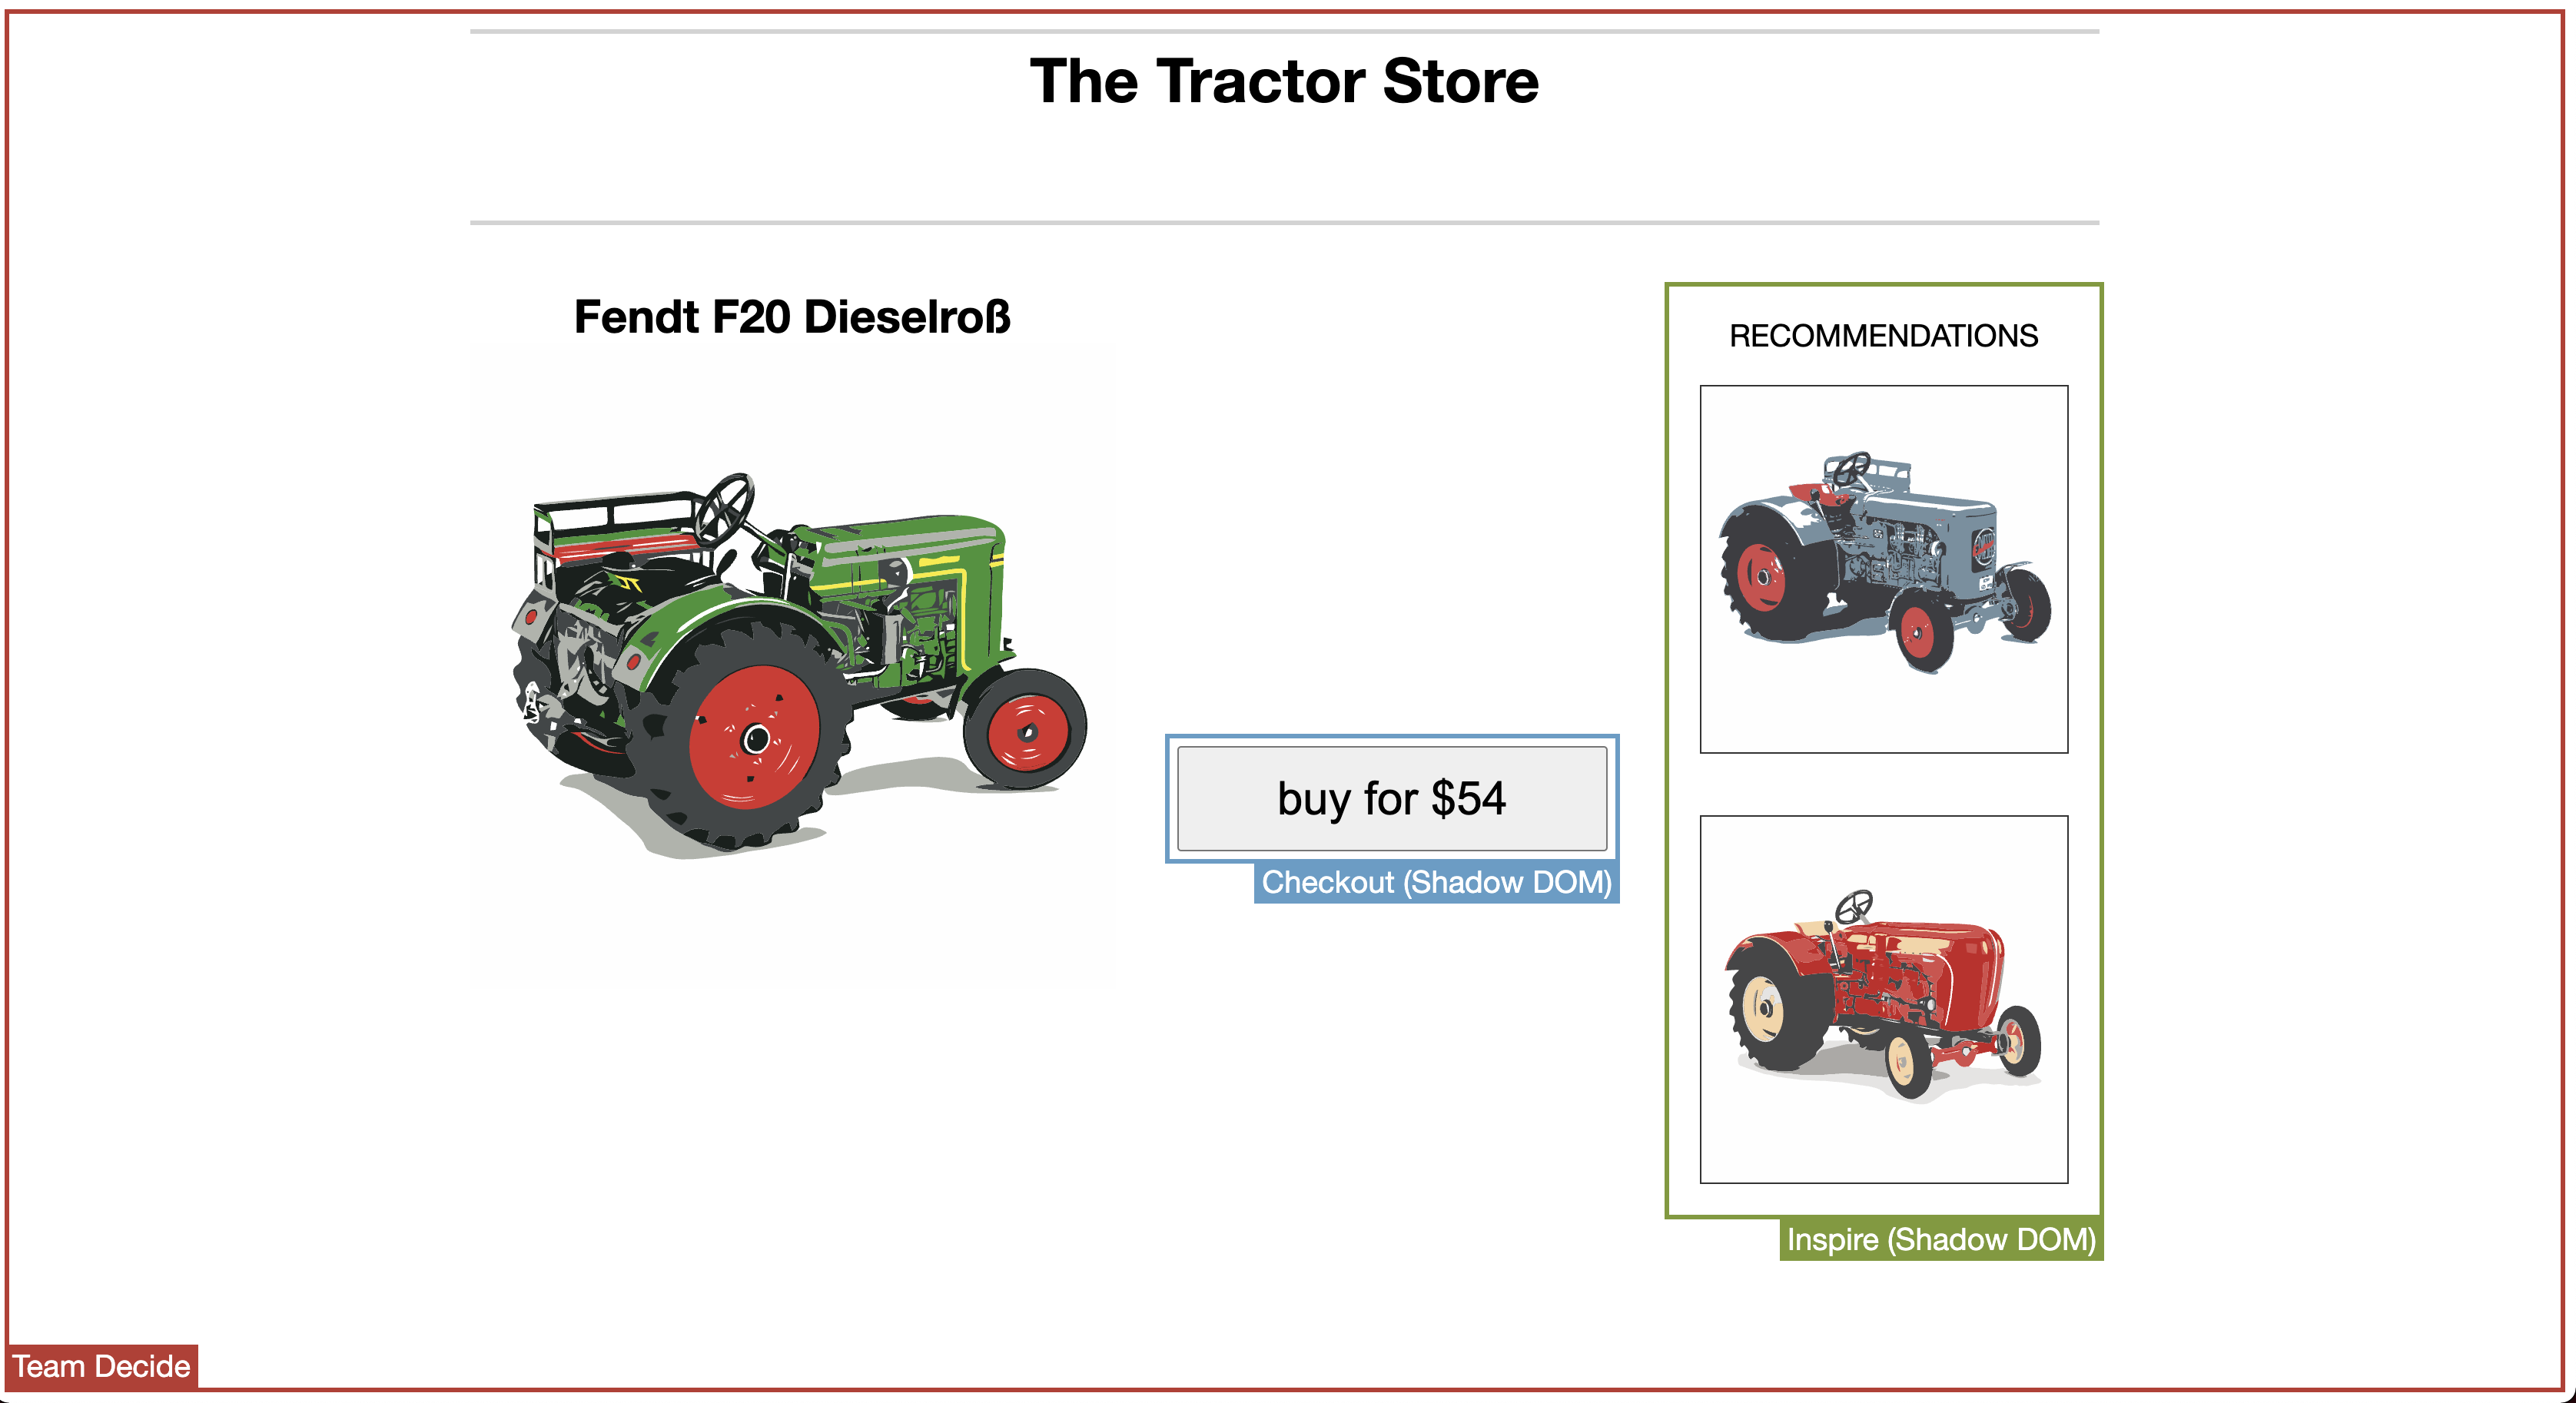 The Tractor Store
Fendt F20 Dieselroß
buy for $54
Checkout (Shadow DOM)
RECOMMENDATIONS
Inspire (Shadow DOM)
Team Decide